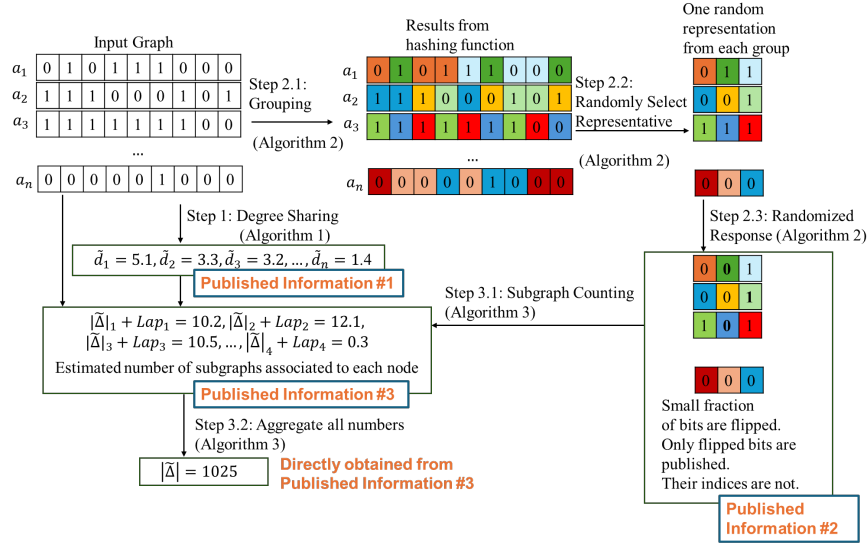 Input Graph
a1 0 1 0 1 1 1 0 0 0
a2 1 1 1 0 0 0 1 0 1
a3 1 1 1 1 1 1 1 0 0
...
an 0 0 0 0 0 1 0 0 0
Step 2.1:
Grouping
(Algorithm 2)
Results from
hashing function
a1 0 1 0 1 1 1 0 0 0
a2 1 1 1 0 0 0 1 0 1
a3 1 1 1 1 1 1 1 0 0
...
an 0 0 0 0 0 1 0 0 0
Step 2.2:
Randomly Select
Representative
(Algorithm 2)
One random
representation
from each group
0 1 1
0 0 1
1 1 1
0 0 0
Step 2.3: Randomized
Response (Algorithm 2)
0 0 1
0 0 1
1 0 1
0 0 0
Small fraction
of bits are flipped.
Only flipped bits are
published.
Their indices are not.
Published
Information #2
Step 1: Degree Sharing
(Algorithm 1)
d̃1 = 5.1, d̃2 = 3.3, d̃3 = 3.2, ..., d̃n = 1.4
Published Information #1
Step 3.1: Subgraph Counting
(Algorithm 3)
|Δ̃|1 + Lap1 = 10.2, |Δ̃|2 + Lap2 = 12.1,
|Δ̃|3 + Lap3 = 10.5, ..., |Δ̃|4 + Lap4 = 0.3
Estimated number of subgraphs associated to each node
Published Information #3
Step 3.2: Aggregate all numbers
(Algorithm 3)
|Δ̃| = 1025
Directly obtained from
Published Information #3